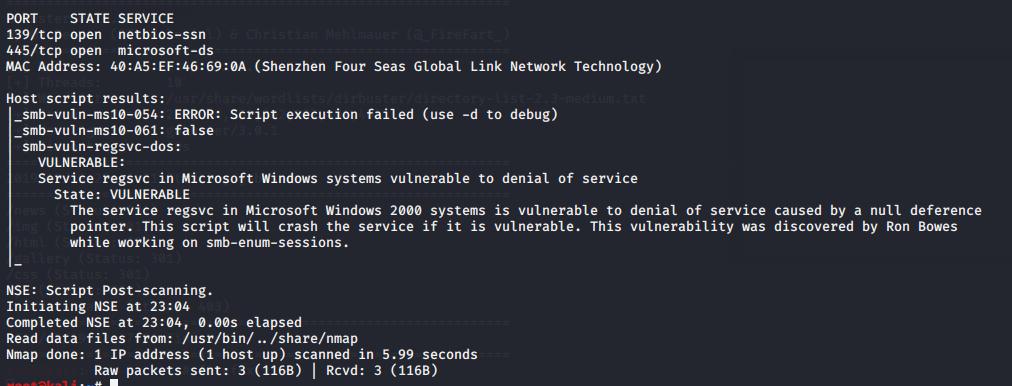 PORT    STATE SERVICE
139/tcp open  netbios-ssn
445/tcp open  microsoft-ds
MAC Address: 40:A5:EF:46:69:0A (Shenzhen Four Seas Global Link Network Technology)
Host script results:
|_smb-vuln-ms10-054: ERROR: Script execution failed (use -d to debug)
|_smb-vuln-ms10-061: false
| smb-vuln-regsvc-dos:
|   VULNERABLE:
|   Service regsvc in Microsoft Windows systems vulnerable to denial of service
|     State: VULNERABLE
|       The service regsvc in Microsoft Windows 2000 systems is vulnerable to denial of service caused by a null deference
|       pointer. This script will crash the service if it is vulnerable. This vulnerability was discovered by Ron Bowes
|       while working on smb-enum-sessions.
|_
NSE: Script Post-scanning.
Initiating NSE at 23:04
Completed NSE at 23:04, 0.00s elapsed
Read data files from: /usr/bin/../share/nmap
Nmap done: 1 IP address (1 host up) scanned in 5.99 seconds
           Raw packets sent: 3 (116B) | Rcvd: 3 (116B)